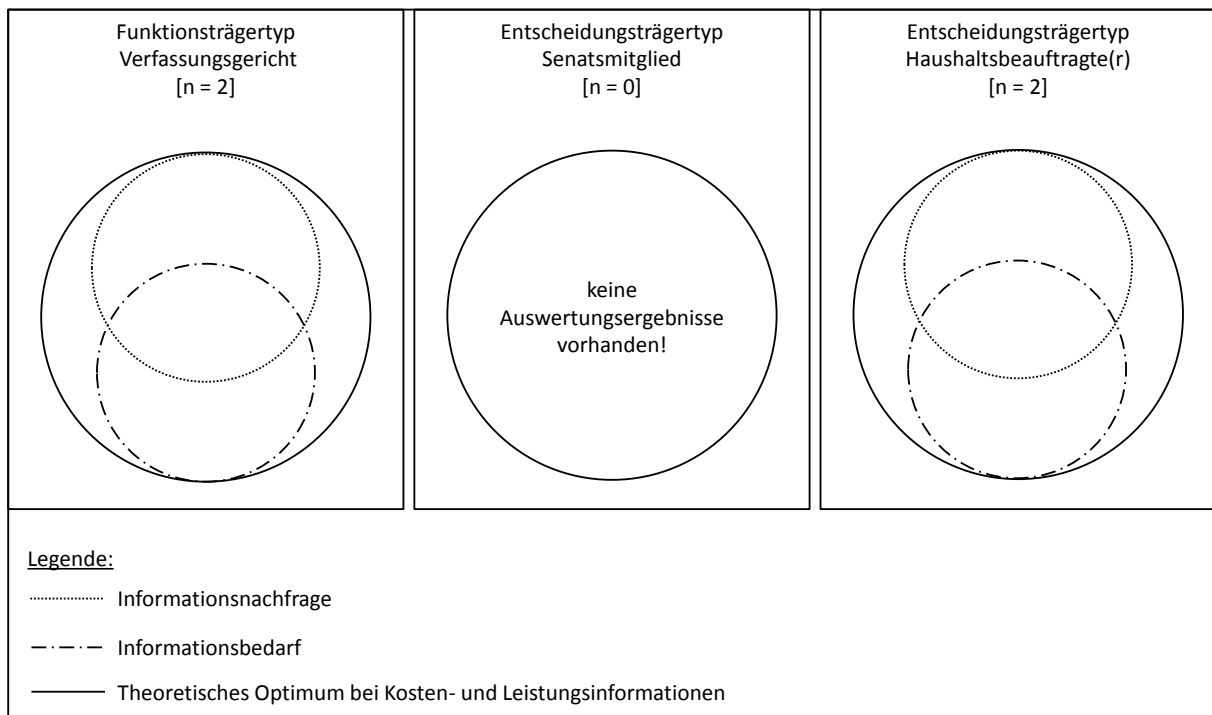 Funktionsträgertyp
Verfassungsgericht
[n = 2]
Entscheidungsträgertyp
Senatsmitglied
[n = 0]
Entscheidungsträgertyp
Haushaltsbeauftragte(r)
[n = 2]
keine
Auswertungsergebnisse
vorhanden!
Legende:
Informationsnachfrage
Informationsbedarf
Theoretisches Optimum bei Kosten- und Leistungsinformationen